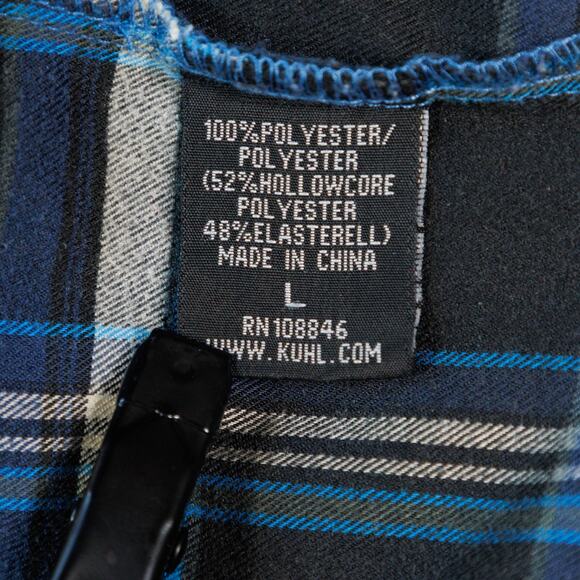 100%POLYESTER/
POLYESTER
(52%HOLLOWCORE
POLYESTER
48%ELASTERELL)
MADE IN CHINA
L
RN108846
WWW.KUHL.COM